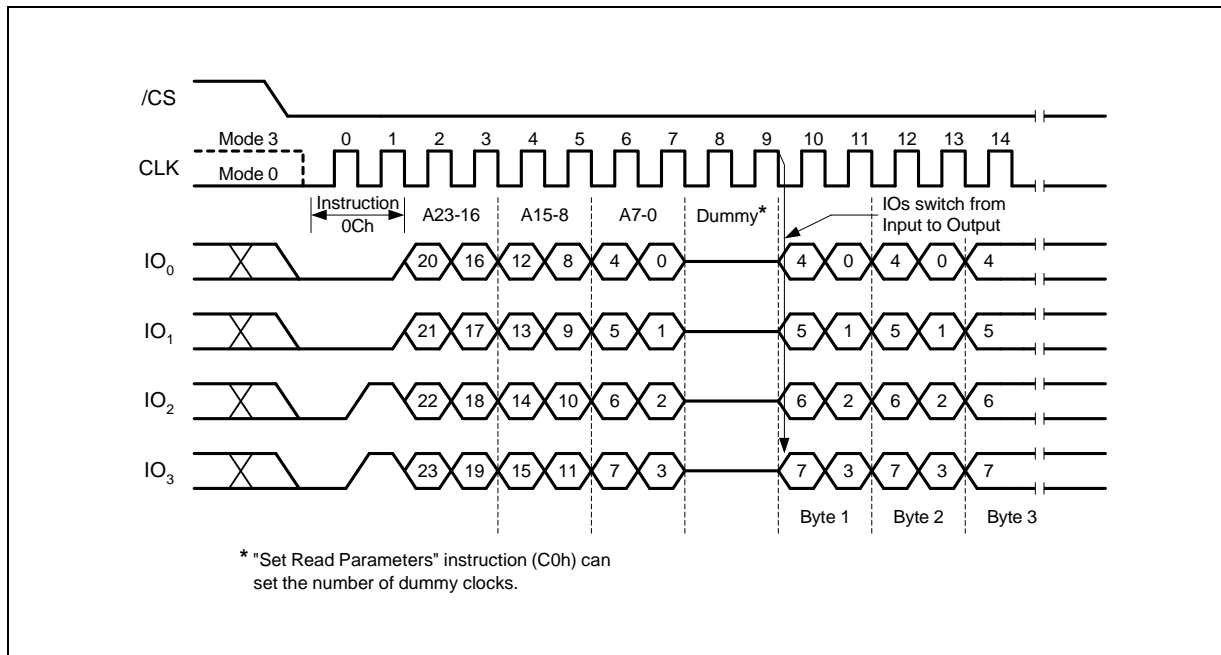 /CS
Mode 3 0 1 2 3 4 5 6 7 8 9 10 11 12 13 14
CLK Mode 0
Instruction A23-16 A15-8 A7-0 Dummy* IOs switch from
0Ch Input to Output
IO0 20 16 12 8 4 0 4 0 4 0 4
IO1 21 17 13 9 5 1 5 1 5 1 5
IO2 22 18 14 10 6 2 6 2 6 2 6
IO3 23 19 15 11 7 3 7 3 7 3 7
Byte 1 Byte 2 Byte 3
* "Set Read Parameters" instruction (C0h) can
set the number of dummy clocks.